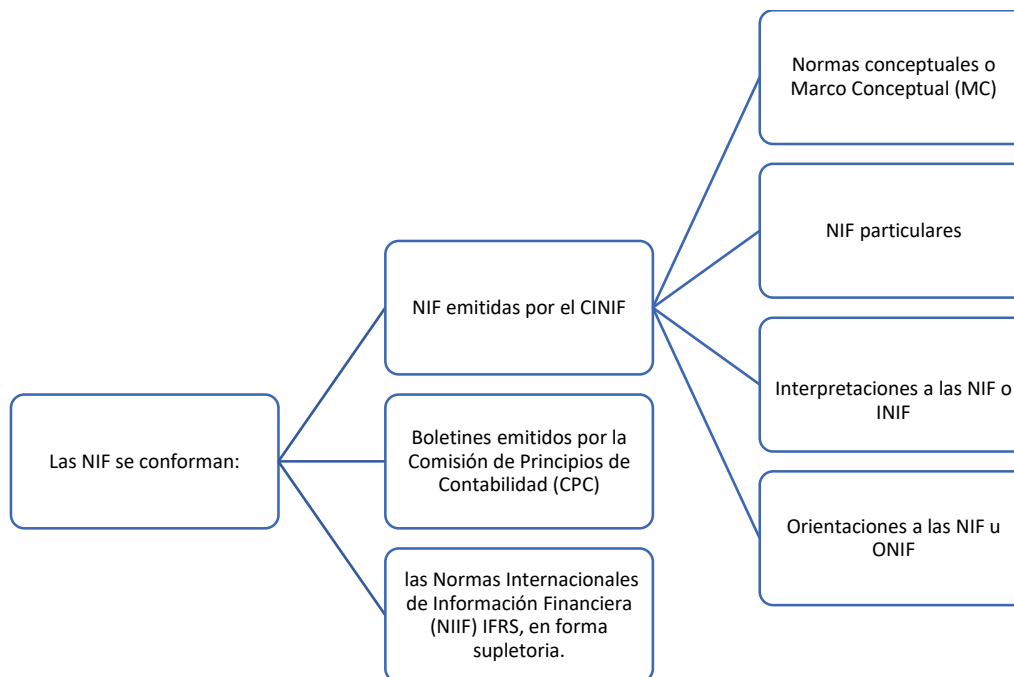 Las NIF se conforman:
NIF emitidas por el CINIF
Boletines emitidos por la
Comisión de Principios de
Contabilidad (CPC)
las Normas Internacionales
de Información Financiera
(NIIF) IFRS, en forma
supletoria.
Normas conceptuales o
Marco Conceptual (MC)
NIF particulares
Interpretaciones a las NIF o
INIF
Orientaciones a las NIF u
ONIF